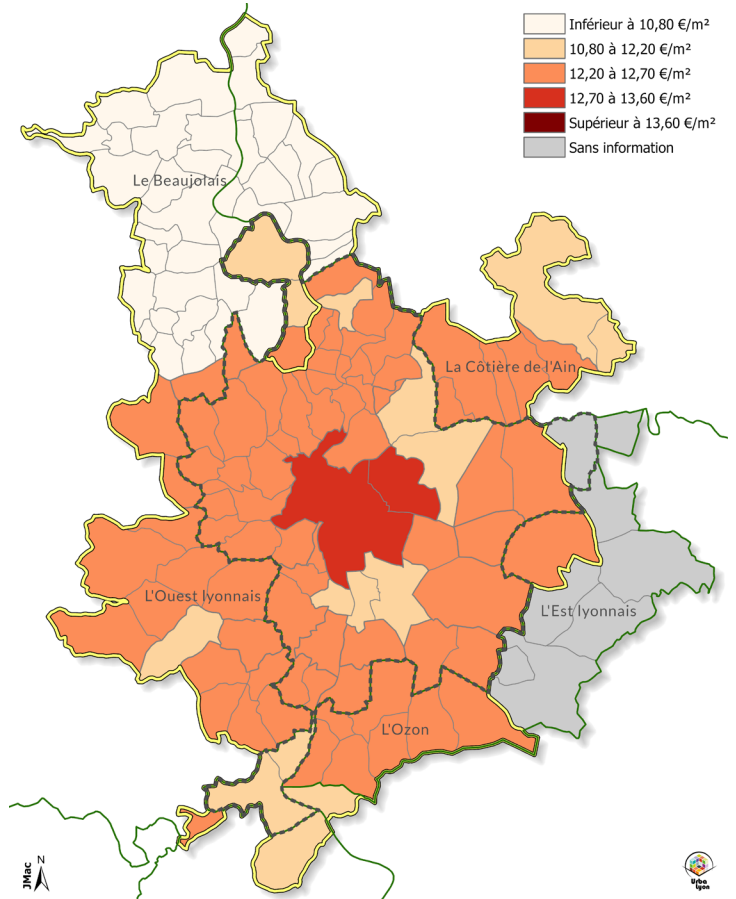 Inférieur à 10,80 €/m²
10,80 à 12,20 €/m²
12,20 à 12,70 €/m²
12,70 à 13,60 €/m²
Supérieur à 13,60 €/m²
Sans information
Le Beaujolais
La Côtière de l'Ain
L'Ouest lyonnais
L'Est lyonnais
L'Ozon
JMac
N
Urba
Lyon